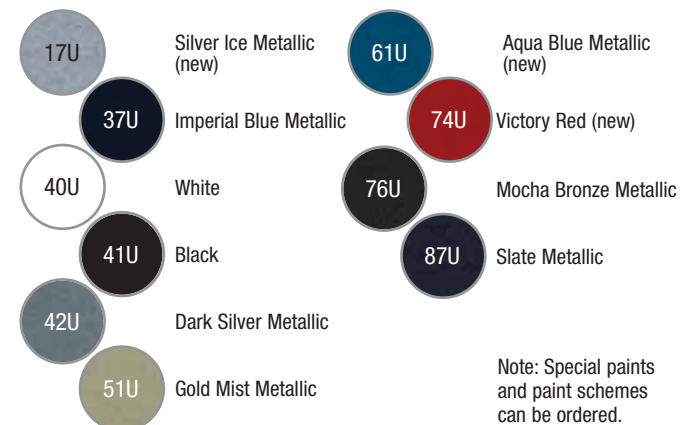 17U
Silver Ice Metallic
(new)
37U
Imperial Blue Metallic
40U
White
41U
Black
42U
Dark Silver Metallic
51U
Gold Mist Metallic
61U
Aqua Blue Metallic
(new)
74U
Victory Red (new)
76U
Mocha Bronze Metallic
87U
Slate Metallic
Note: Special paints
and paint schemes
can be ordered.